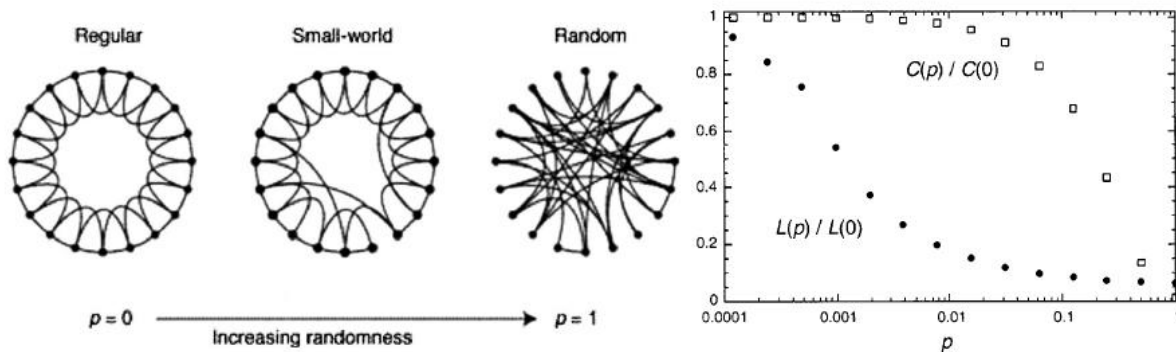 Regular
Small-world
Random
p = 0
Increasing randomness
p = 1
1
0.8
0.6
0.4
0.2
0
C(p) / C(0)
L(p) / L(0)
0.0001
0.001
0.01
0.1
1
p